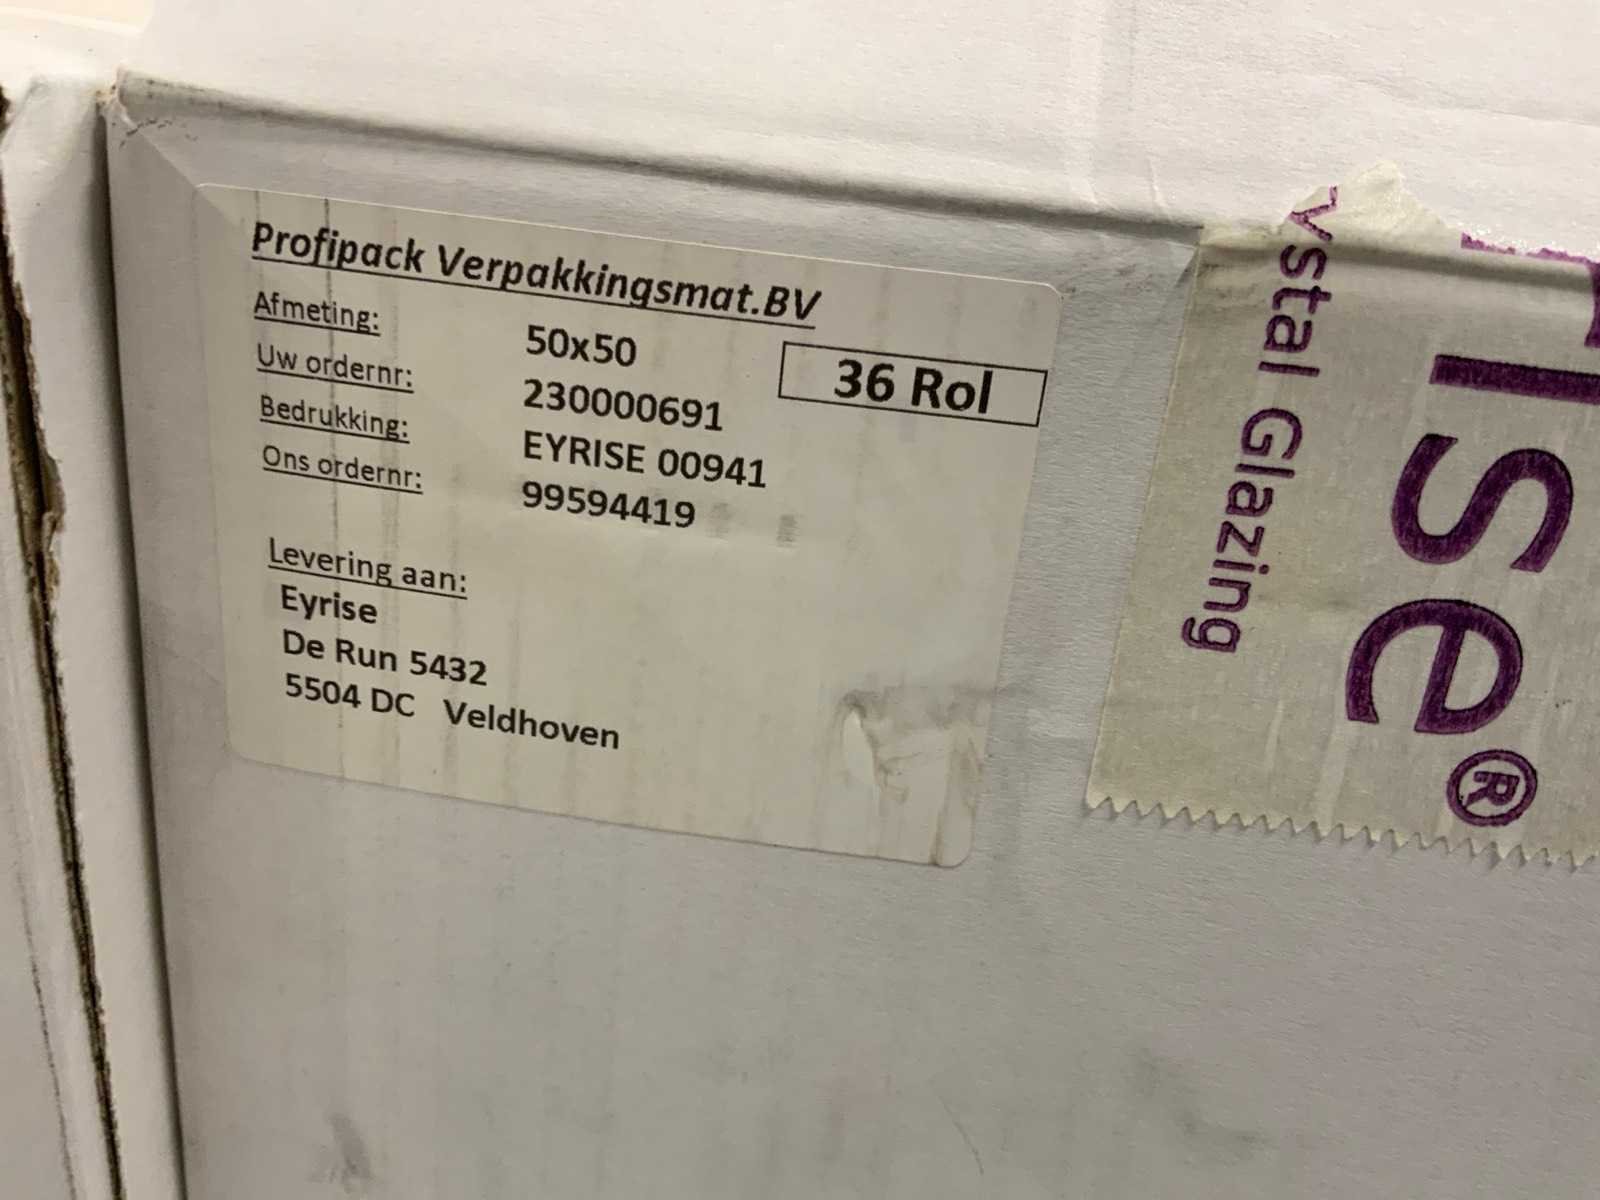 Profipack Verpakkingsmat.BV
Afmeting: 50x50
36 Rol
Uw ordernr: 230000691
Bedrukking: EYRISE 00941
Ons ordernr: 99594419
Levering aan:
Eyrise
De Run 5432
5504 DC Veldhoven
rise®
ystal Glazing